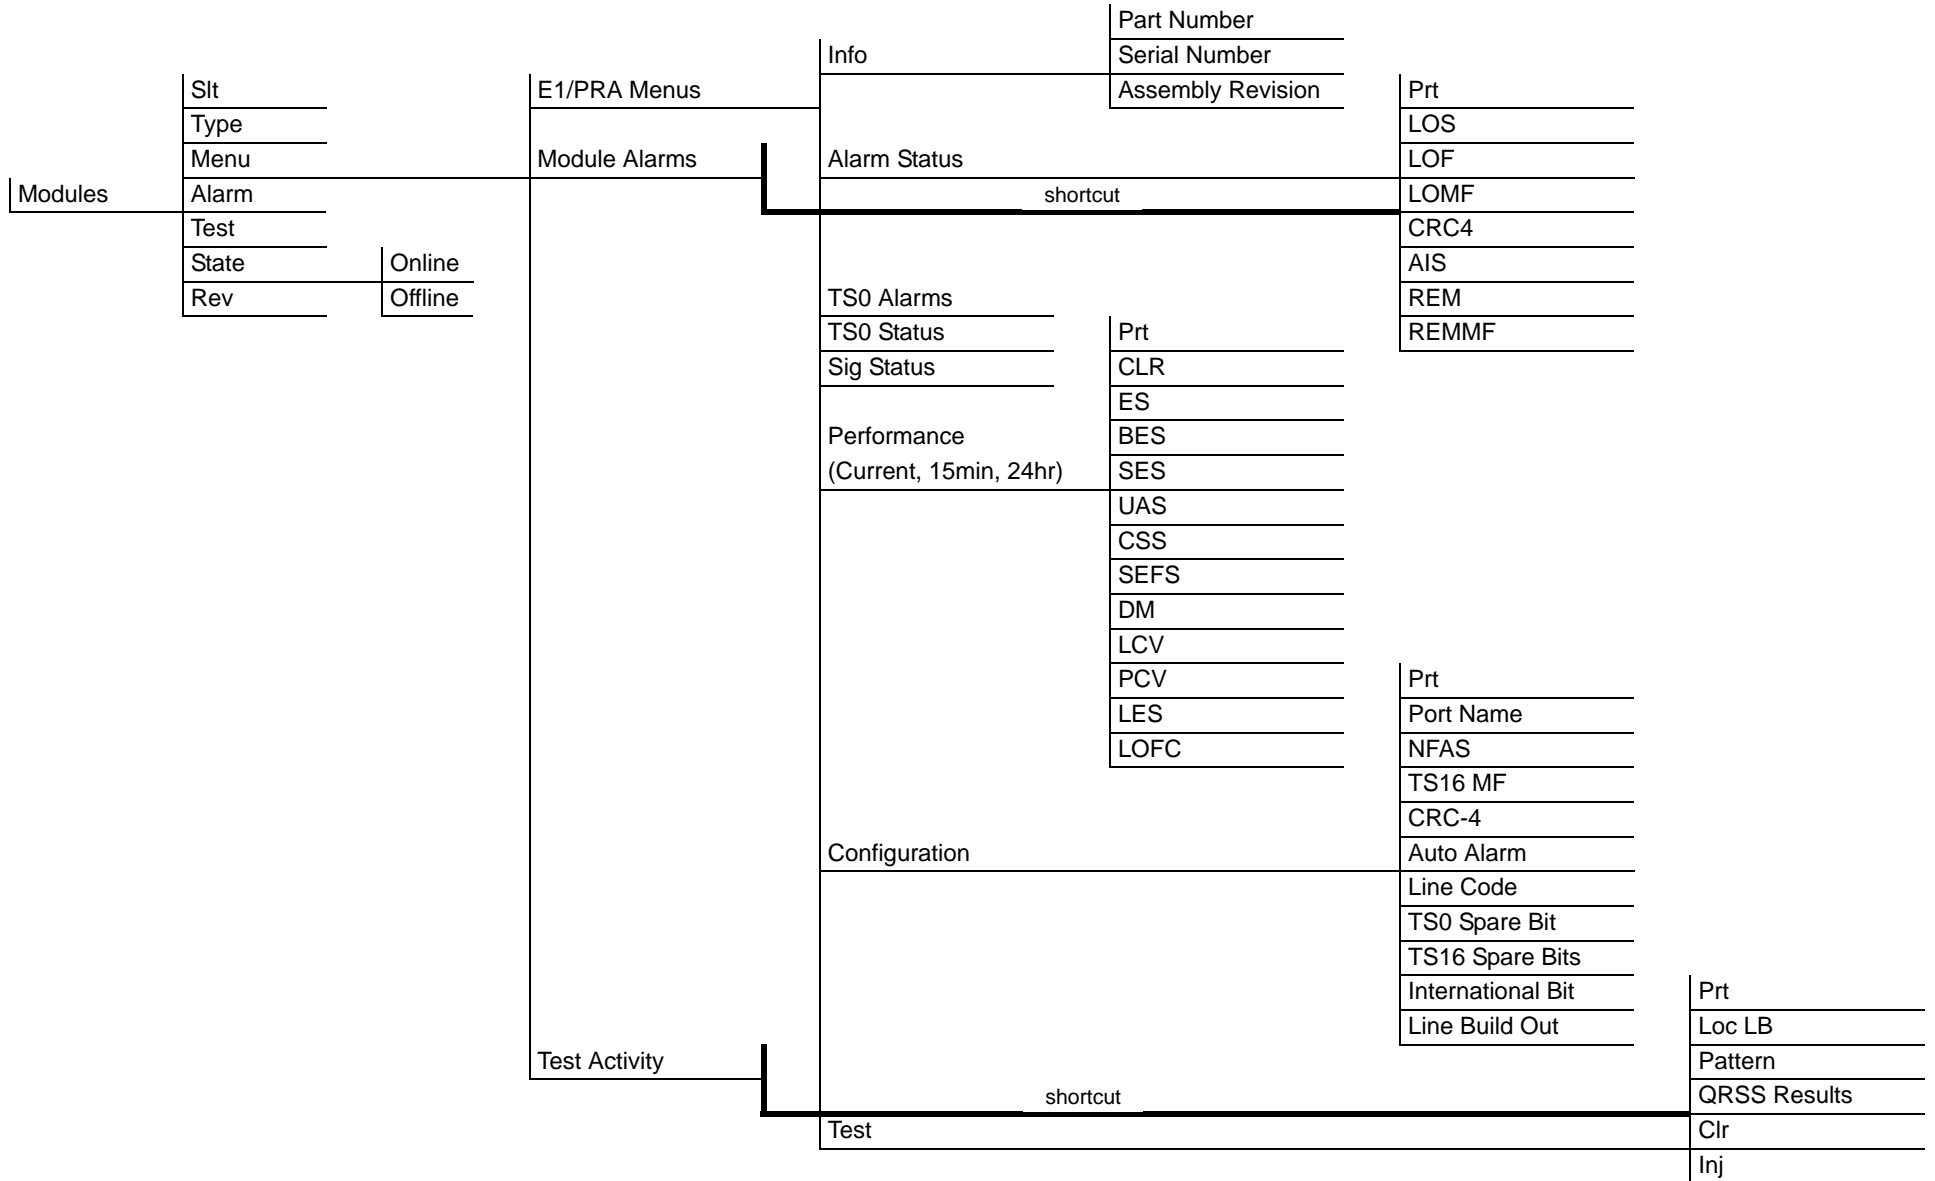 Part Number
Info
Serial Number
Slt
E1/PRA Menus
Assembly Revision
Prt
Type
LOS
Menu
Module Alarms
Alarm Status
LOF
Modules
Alarm
shortcut
LOMF
Test
CRC4
State
Online
AIS
Rev
Offline
TS0 Alarms
REM
TS0 Status
Prt
REMMF
Sig Status
CLR
ES
Performance
BES
(Current, 15min, 24hr)
SES
UAS
CSS
SEFS
DM
LCV
PCV
Prt
LES
Port Name
LOFC
NFAS
TS16 MF
CRC-4
Configuration
Auto Alarm
Line Code
TS0 Spare Bit
TS16 Spare Bits
International Bit
Prt
Line Build Out
Loc LB
Test Activity
Pattern
shortcut
QRSS Results
Test
Clr
Inj